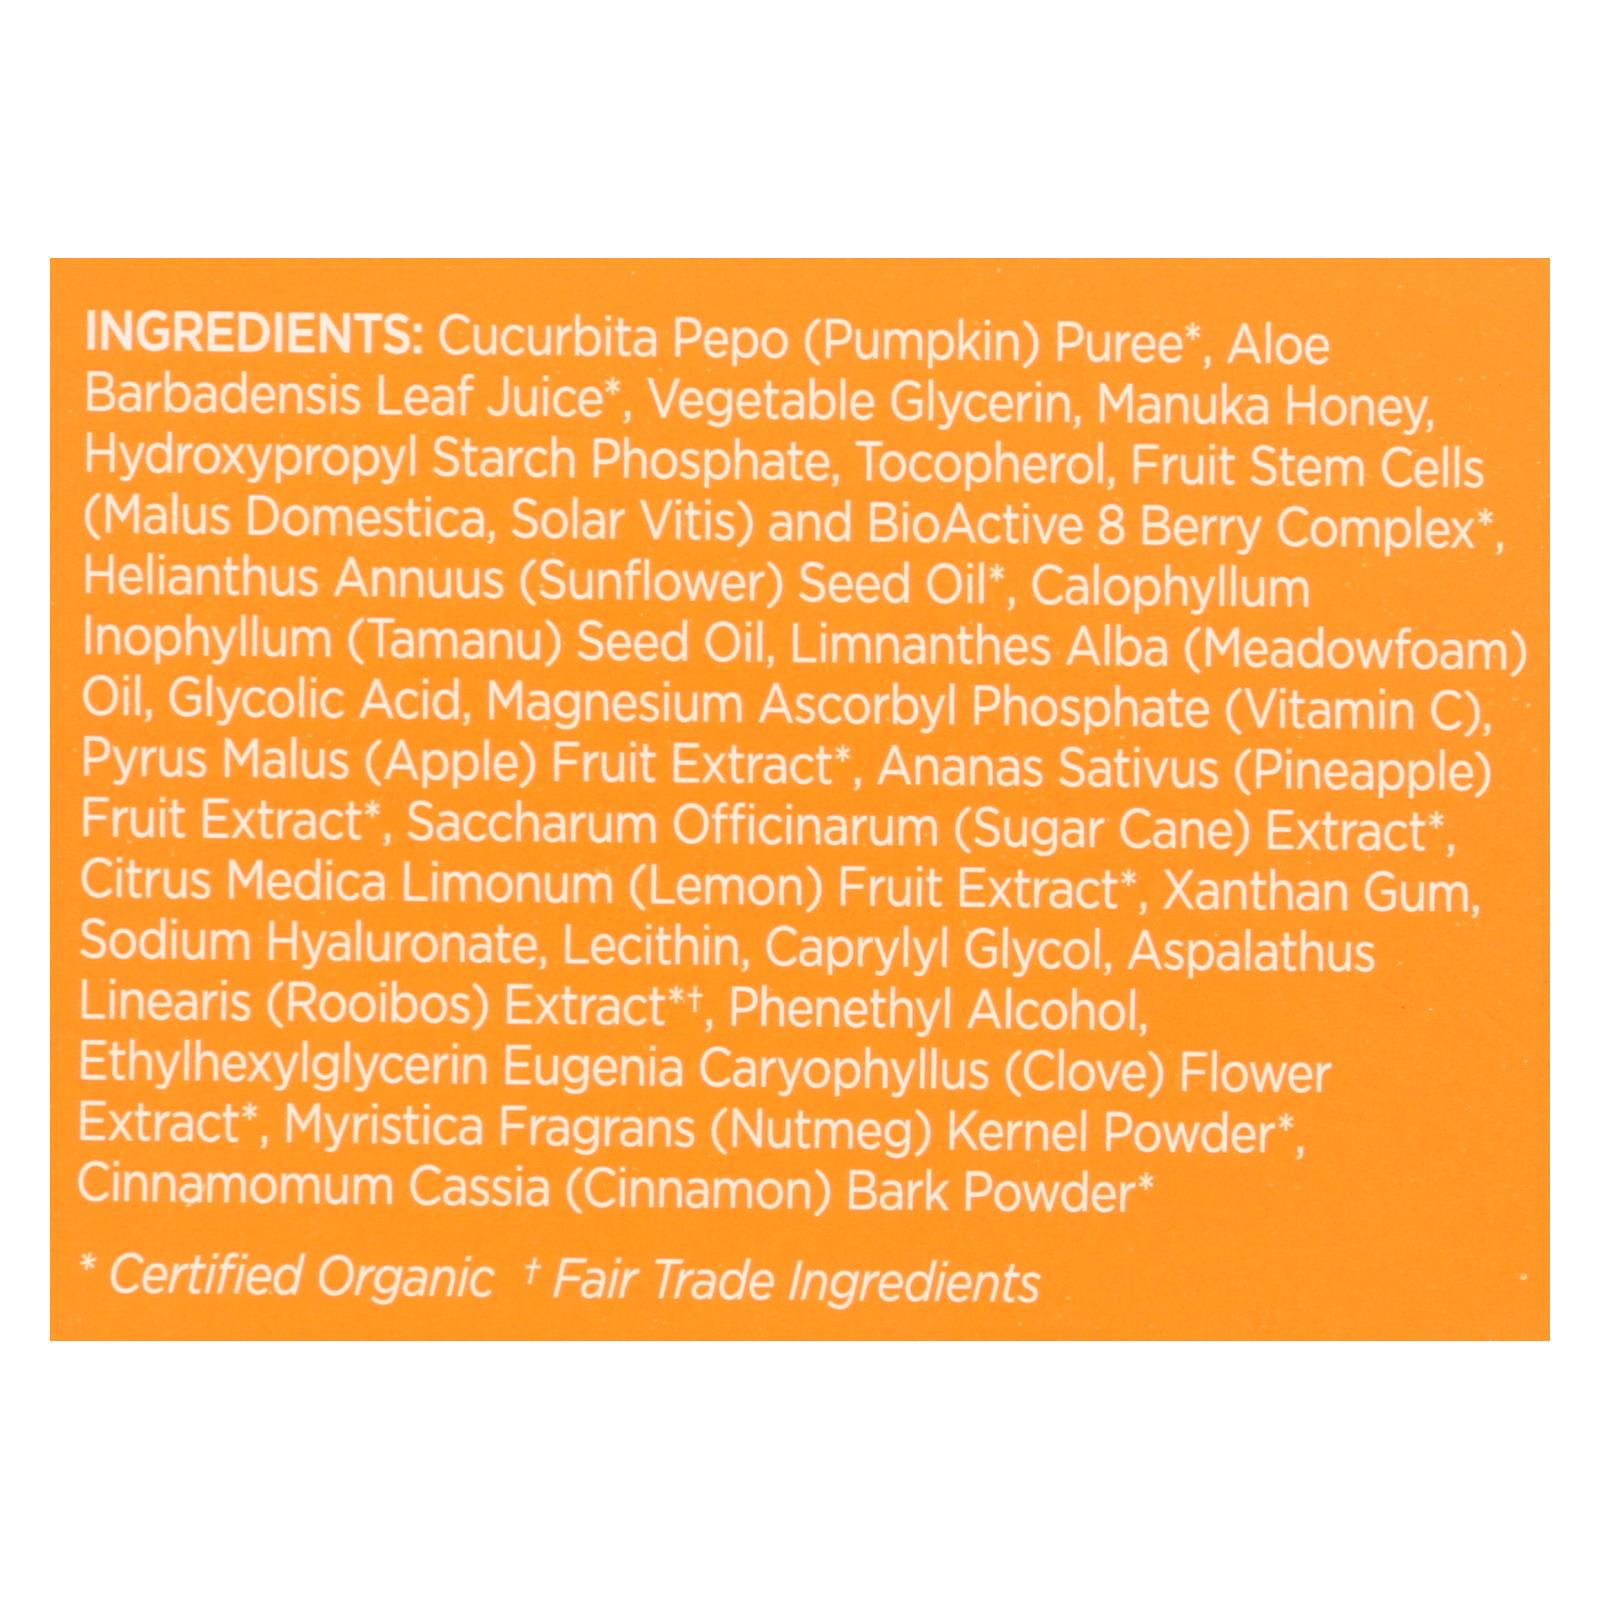 INGREDIENTS: Cucurbita Pepo (Pumpkin) Puree*, Aloe
Barbadensis Leaf Juice*, Vegetable Glycerin, Manuka Honey,
Hydroxypropyl Starch Phosphate, Tocopherol, Fruit Stem Cells
(Malus Domestica, Solar Vitis) and BioActive 8 Berry Complex*,
Helianthus Annuus (Sunflower) Seed Oil*, Calophyllum
Inophyllum (Tamanu) Seed Oil, Limnanthes Alba (Meadowfoam)
Oil, Glycolic Acid, Magnesium Ascorbyl Phosphate (Vitamin C),
Pyrus Malus (Apple) Fruit Extract*, Ananas Sativus (Pineapple)
Fruit Extract*, Saccharum Officinarum (Sugar Cane) Extract*,
Citrus Medica Limonum (Lemon) Fruit Extract*, Xanthan Gum,
Sodium Hyaluronate, Lecithin, Caprylyl Glycol, Aspalathus
Linearis (Rooibos) Extract*†, Phenethyl Alcohol,
Ethylhexylglycerin Eugenia Caryophyllus (Clove) Flower
Extract*, Myristica Fragrans (Nutmeg) Kernel Powder*,
Cinnamomum Cassia (Cinnamon) Bark Powder*
* Certified Organic † Fair Trade Ingredients